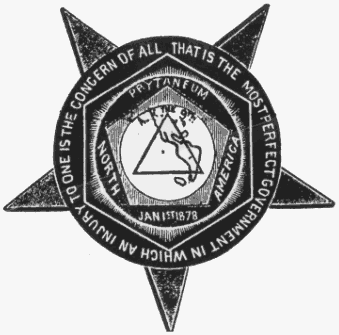 THAT IS THE MOST PERFECT GOVERNMENT IN WHICH AN INJURY TO ONE IS THE CONCERN OF ALL
PRYTANEUM
NORTH
AMERICA
JAN 1ST 1878